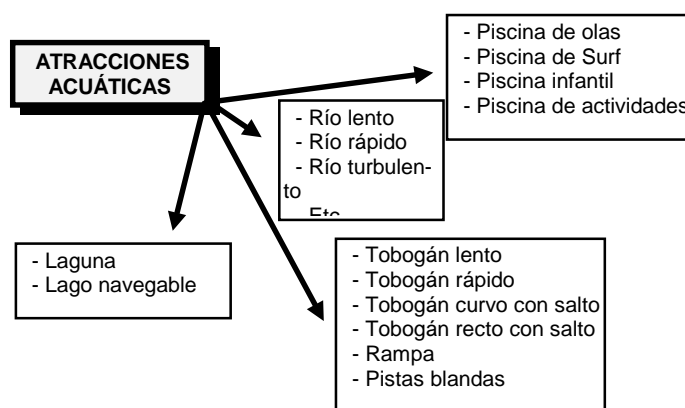 ATRACCIONES
ACUÁTICAS
- Piscina de olas
- Piscina de Surf
- Piscina infantil
- Piscina de actividades
- Río lento
- Río rápido
- Río turbulen-
to
- Etc
- Laguna
- Lago navegable
- Tobogán lento
- Tobogán rápido
- Tobogán curvo con salto
- Tobogán recto con salto
- Rampa
- Pistas blandas